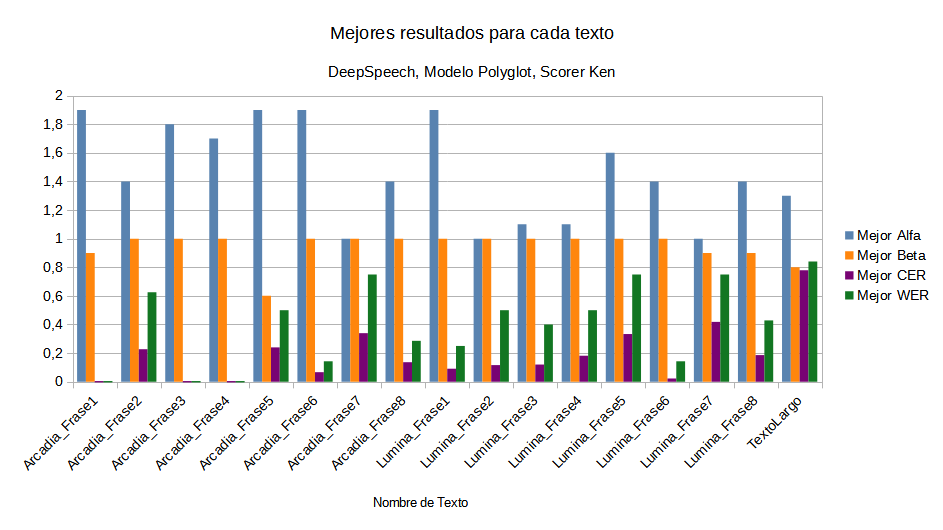 Mejores resultados para cada texto
DeepSpeech, Modelo Polyglot, Scorer Ken
2
1,8
1,6
1,4
1,2
1
0,8
0,6
0,4
0,2
0
Mejor Alfa
Mejor Beta
Mejor CER
Mejor WER
Arcadia_Frase1
Arcadia_Frase2
Arcadia_Frase3
Arcadia_Frase4
Arcadia_Frase5
Arcadia_Frase6
Arcadia_Frase7
Arcadia_Frase8
Lumina_Frase1
Lumina_Frase2
Lumina_Frase3
Lumina_Frase4
Lumina_Frase5
Lumina_Frase6
Lumina_Frase7
Lumina_Frase8
TextoLargo
Nombre de Texto